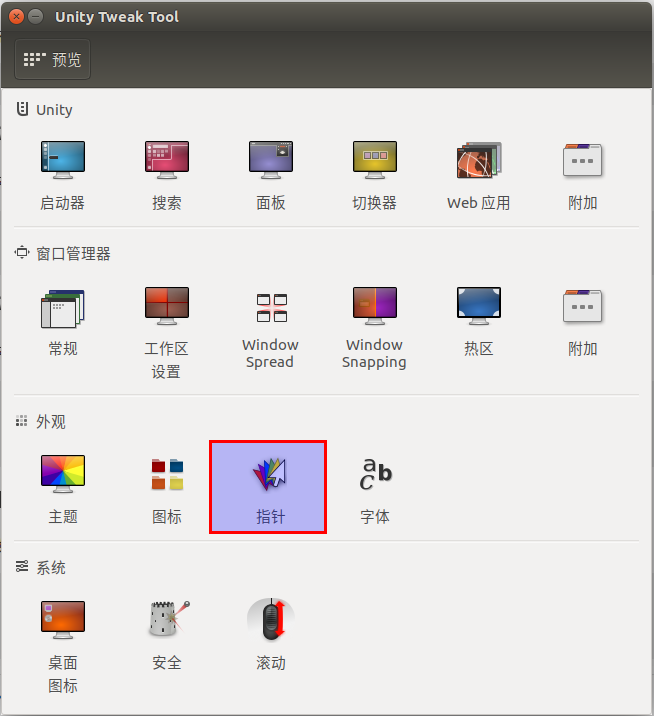 Unity Tweak Tool
预览
Unity
启动器
搜索
面板
切换器
Web 应用
附加
窗口管理器
常规
工作区
设置
Window
Spread
Window
Snapping
热区
附加
外观
主题
图标
指针
字体
系统
桌面
图标
安全
滚动